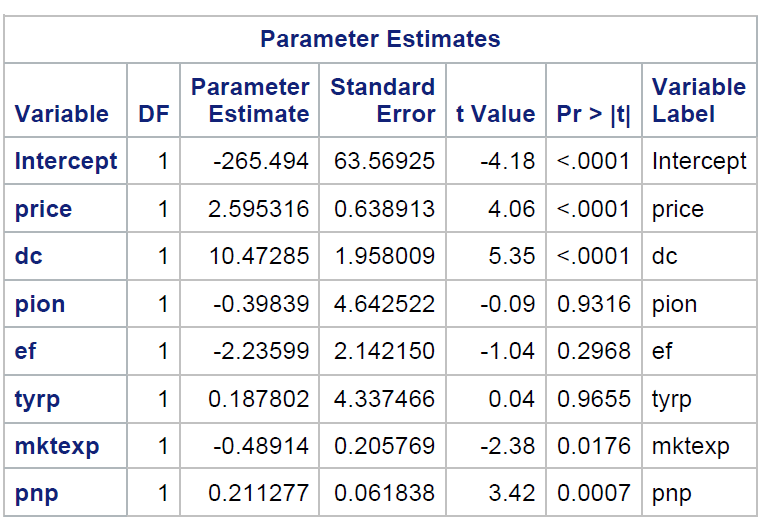 Parameter Estimates
Variable DF Parameter Estimate Standard Error t Value Pr > |t| Variable Label
Intercept 1 -265.494 63.56925 -4.18 <.0001 Intercept
price 1 2.595316 0.638913 4.06 <.0001 price
dc 1 10.47285 1.958009 5.35 <.0001 dc
pion 1 -0.39839 4.642522 -0.09 0.9316 pion
ef 1 -2.23599 2.142150 -1.04 0.2968 ef
tyrp 1 0.187802 4.337466 0.04 0.9655 tyrp
mktexp 1 -0.48914 0.205769 -2.38 0.0176 mktexp
pnp 1 0.211277 0.061838 3.42 0.0007 pnp